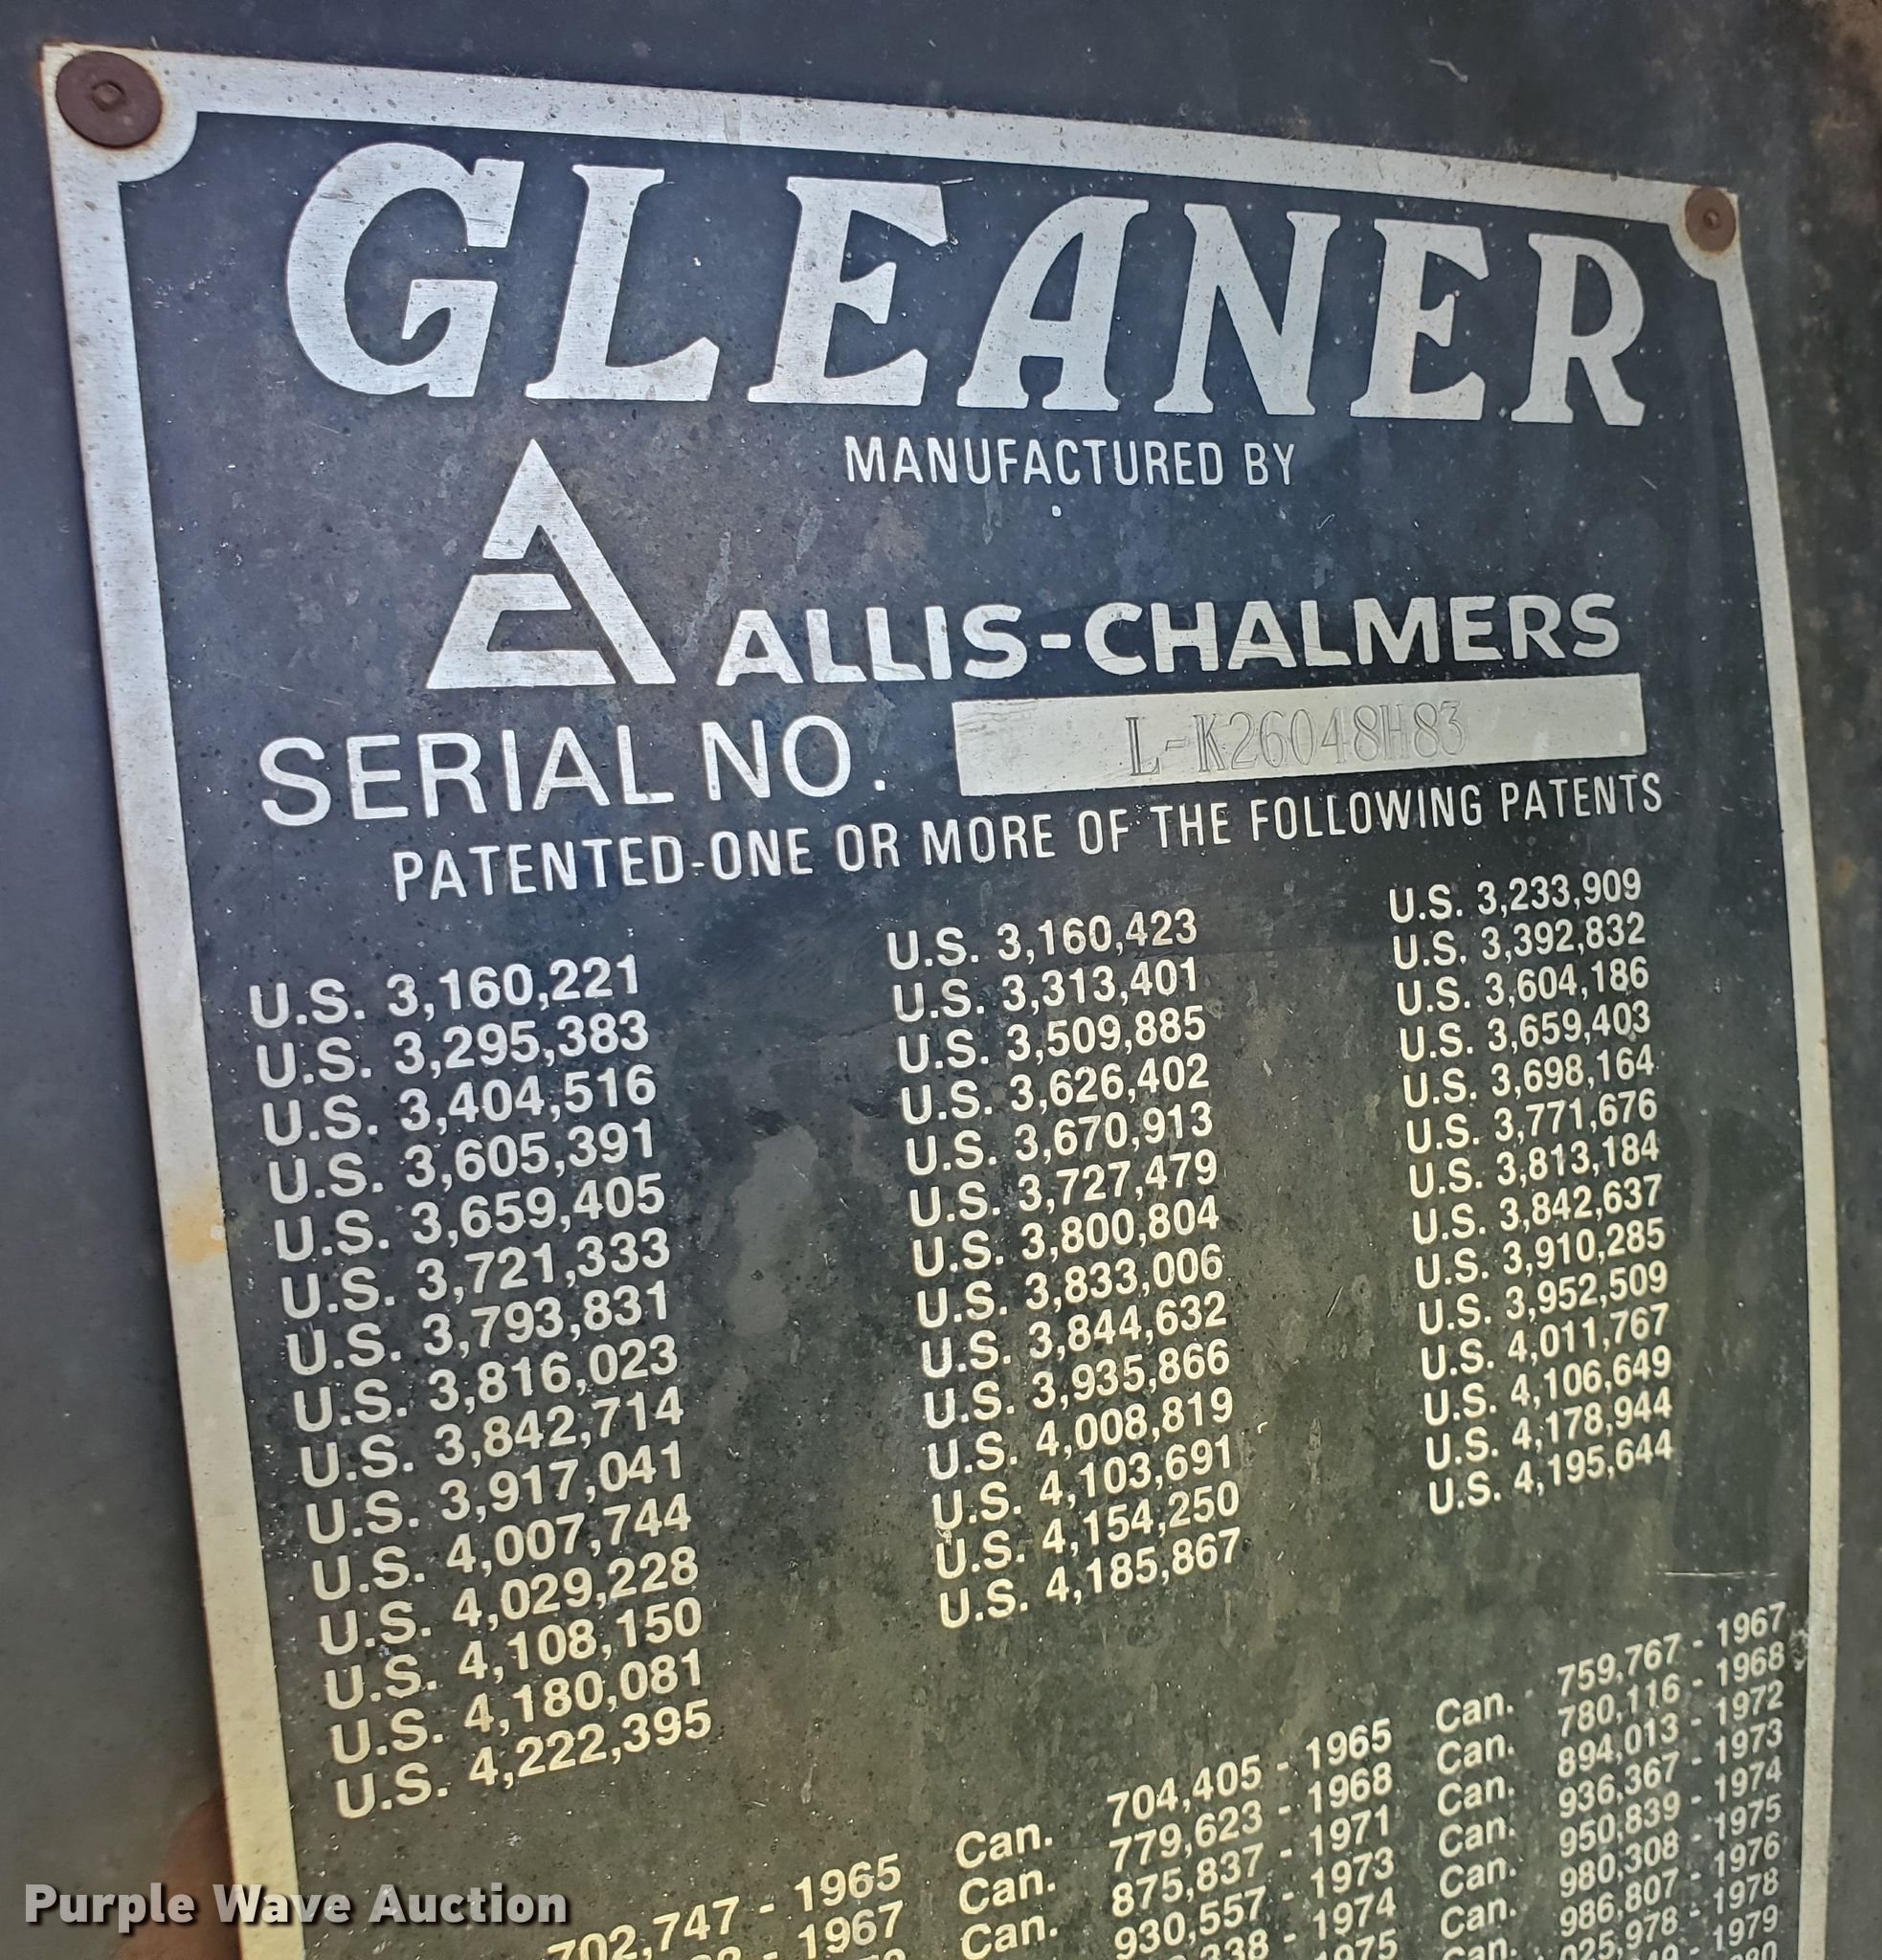 GLEANER
MANUFACTURED BY
ALLIS-CHALMERS
SERIAL NO. L-K26048H83
PATENTED-ONE OR MORE OF THE FOLLOWING PATENTS
U.S. 3,160,221 U.S. 3,160,423 U.S. 3,233,909
U.S. 3,295,383 U.S. 3,313,401 U.S. 3,392,832
U.S. 3,404,516 U.S. 3,509,885 U.S. 3,604,186
U.S. 3,605,391 U.S. 3,626,402 U.S. 3,659,403
U.S. 3,659,405 U.S. 3,670,913 U.S. 3,698,164
U.S. 3,721,333 U.S. 3,727,479 U.S. 3,771,676
U.S. 3,793,831 U.S. 3,800,804 U.S. 3,813,184
U.S. 3,816,023 U.S. 3,833,006 U.S. 3,842,637
U.S. 3,842,714 U.S. 3,844,632 U.S. 3,910,285
U.S. 3,917,041 U.S. 3,935,866 U.S. 3,952,509
U.S. 4,007,744 U.S. 4,008,819 U.S. 4,011,767
U.S. 4,029,228 U.S. 4,103,691 U.S. 4,106,649
U.S. 4,108,150 U.S. 4,154,250 U.S. 4,178,944
U.S. 4,180,081 U.S. 4,185,867 U.S. 4,195,644
U.S. 4,222,395
702,747 - 1965 Can. 704,405 - 1965 Can. 759,767 - 1967
- 1967 Can. 779,623 - 1968 Can. 780,116 - 1968
Can. 875,837 - 1971 Can. 894,013 - 1972
930,557 - 1973 Can. 936,367 - 1973
- 1974 Can. 950,839 - 1974
1975 Can. 980,308 - 1975
Can. 986,807 - 1976
- 1978
1979
Purple Wave Auction